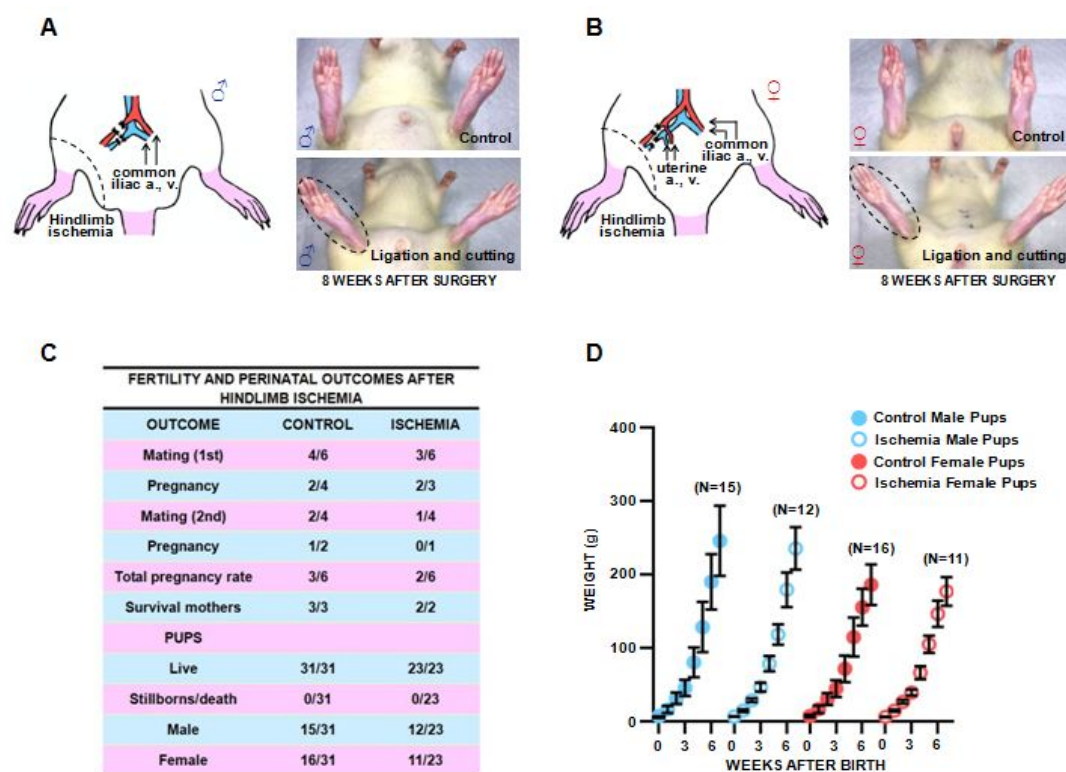 A
♂
common
iliac a., v.
Hindlimb
ischemia
♂
Control
♂
Ligation and cutting
8 WEEKS AFTER SURGERY
B
♀
common
iliac a., v.
uterine
a., v.
Hindlimb
ischemia
♀
Control
♀
Ligation and cutting
8 WEEKS AFTER SURGERY
C
FERTILITY AND PERINATAL OUTCOMES AFTER
HINDLIMB ISCHEMIA
OUTCOME CONTROL ISCHEMIA
Mating (1st) 4/6 3/6
Pregnancy 2/4 2/3
Mating (2nd) 2/4 1/4
Pregnancy 1/2 0/1
Total pregnancy rate 3/6 2/6
Survival mothers 3/3 2/2
PUPS
Live 31/31 23/23
Stillborns/death 0/31 0/23
Male 15/31 12/23
Female 16/31 11/23
D
Control Male Pups
Ischemia Male Pups
Control Female Pups
Ischemia Female Pups
400
300
200
100
0
WEIGHT (g)
(N=15)
(N=12)
(N=16)
(N=11)
0 3 6 0 3 6 0 3 6 0 3 6
WEEKS AFTER BIRTH